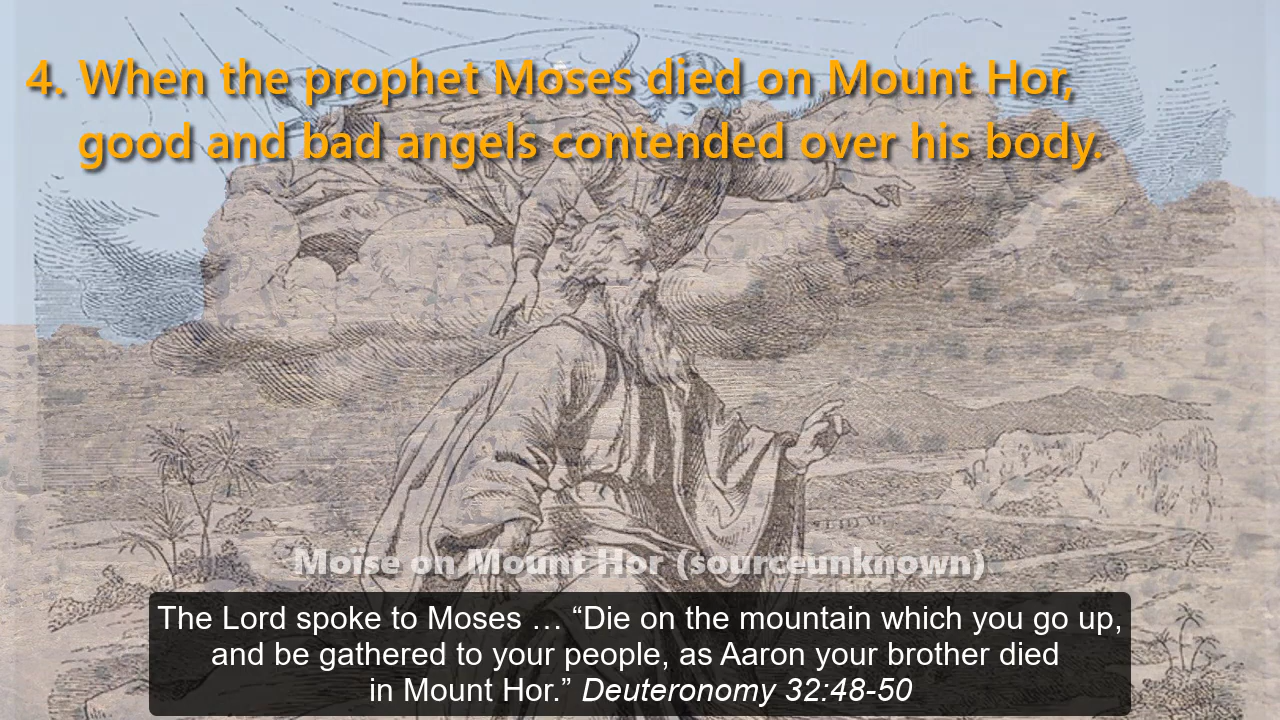 4. When the prophet Moses died on Mount Hor,
good and bad angels contended over his body.
Moïse on Mount Hor (sourceunknown)
The Lord spoke to Moses … “Die on the mountain which you go up,
and be gathered to your people, as Aaron your brother died
in Mount Hor.” Deuteronomy 32:48-50